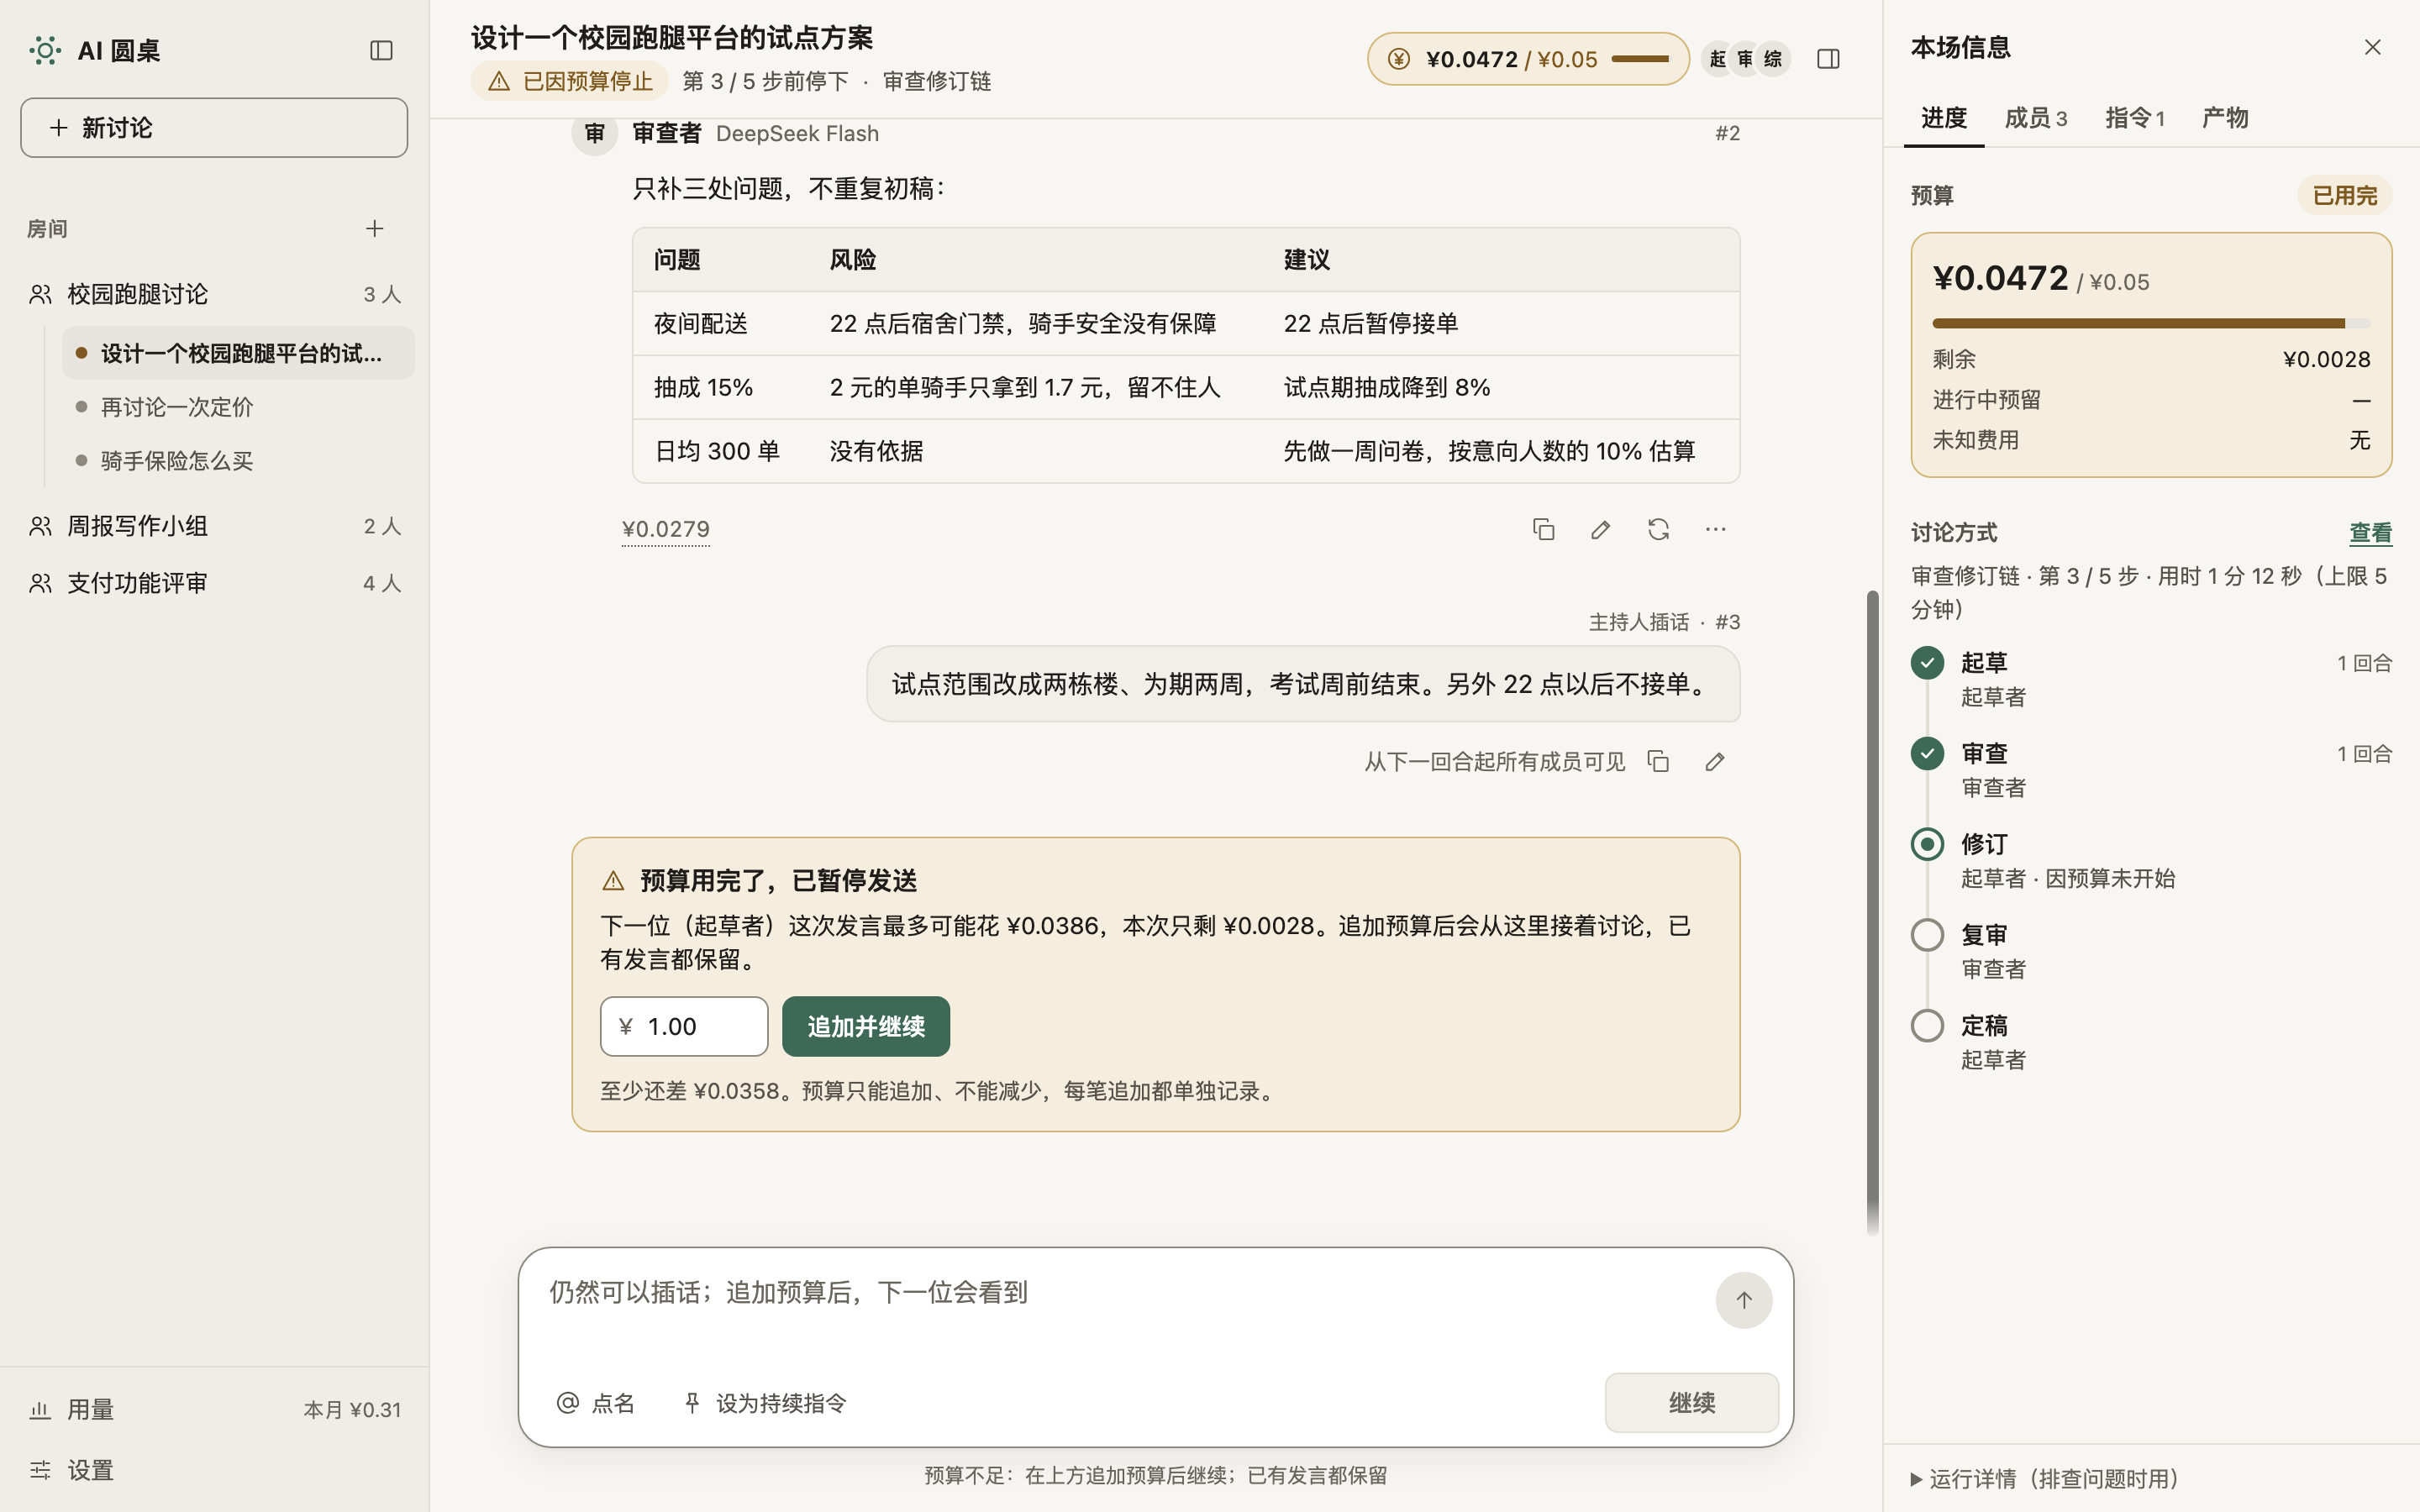 AI 圆桌
新讨论
房间
校园跑腿讨论 3 人
设计一个校园跑腿平台的试...
再讨论一次定价
骑手保险怎么买
周报写作小组 2 人
支付功能评审 4 人
用量 本月 ¥0.31
设置
设计一个校园跑腿平台的试点方案
已因预算停止 第 3 / 5 步前停下 · 审查修订链
¥0.0472 / ¥0.05 起 审 综
审 审查者 DeepSeek Flash #2
只补三处问题，不重复初稿：
问题 风险 建议
夜间配送 22 点后宿舍门禁，骑手安全没有保障 22 点后暂停接单
抽成 15% 2 元的单骑手只拿到 1.7 元，留不住人 试点期抽成降到 8%
日均 300 单 没有依据 先做一周问卷，按意向人数的 10% 估算
¥0.0279
主持人插话 · #3
试点范围改成两栋楼、为期两周，考试周前结束。另外 22 点以后不接单。
从下一回合起所有成员可见
预算用完了，已暂停发送
下一位（起草者）这次发言最多可能花 ¥0.0386，本次只剩 ¥0.0028。追加预算后会从这里接着讨论，已
有发言都保留。
¥ 1.00 追加并继续
至少还差 ¥0.0358。预算只能追加、不能减少，每笔追加都单独记录。
仍然可以插话；追加预算后，下一位会看到
@ 点名 设为持续指令 继续
预算不足：在上方追加预算后继续；已有发言都保留
本场信息
进度 成员 3 指令 1 产物
预算 已用完
¥0.0472 / ¥0.05
剩余 ¥0.0028
进行中预留 —
未知费用 无
讨论方式 查看
审查修订链 · 第 3 / 5 步 · 用时 1 分 12 秒（上限 5
分钟）
起草 1 回合
起草者
审查 1 回合
审查者
修订
起草者 · 因预算未开始
复审
审查者
定稿
起草者
运行详情（排查问题时用）